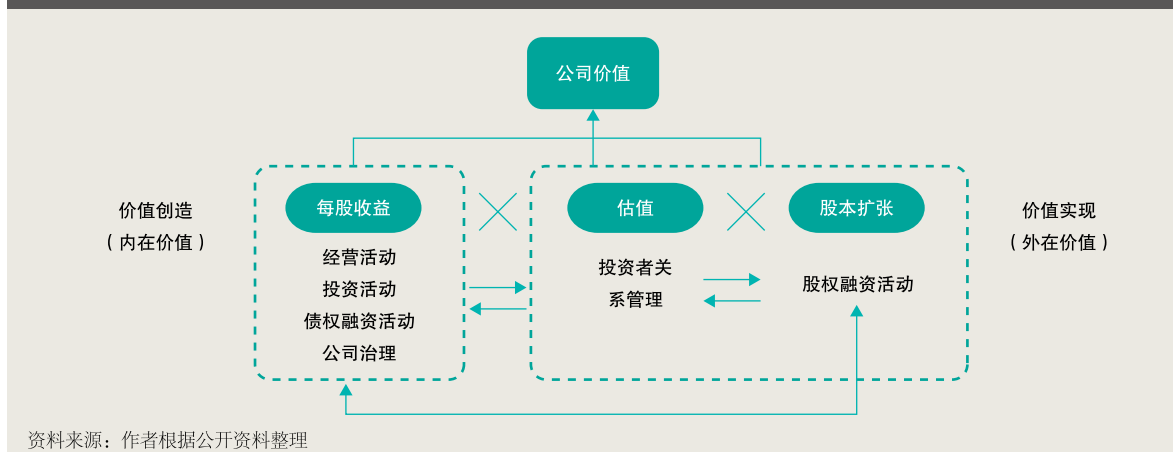 公司价值
价值创造
（内在价值）
每股收益
经营活动
投资活动
债权融资活动
公司治理
估值
投资者关
系管理
股本扩张
股权融资活动
价值实现
（外在价值）
资料来源：作者根据公开资料整理